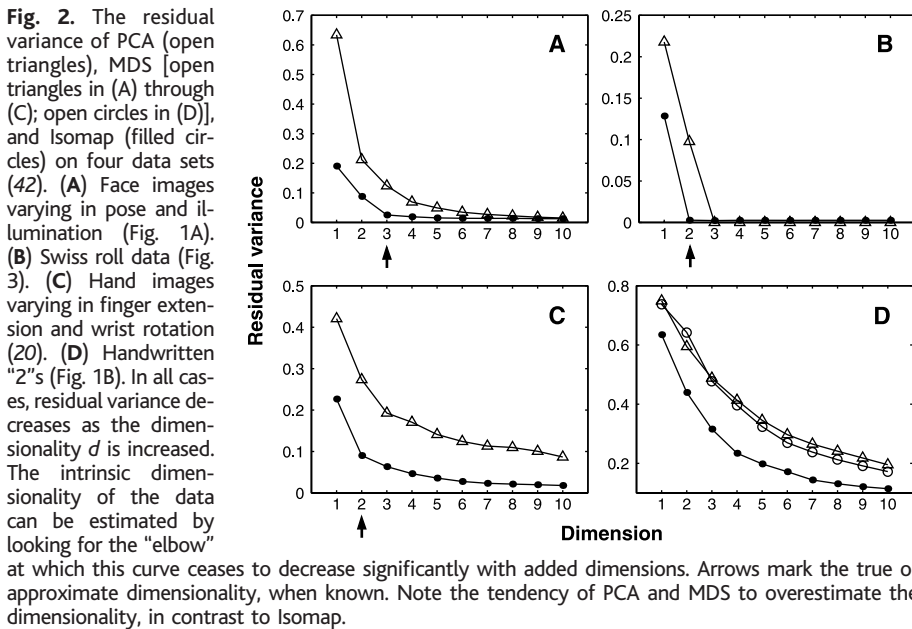 Fig. 2. The residual
variance of PCA (open
triangles), MDS [open
triangles in (A) through
(C); open circles in (D)],
and Isomap (filled cir-
cles) on four data sets
(42). (A) Face images
varying in pose and il-
lumination (Fig. 1A).
(B) Swiss roll data (Fig.
3). (C) Hand images
varying in finger exten-
sion and wrist rotation
(20). (D) Handwritten
"2"s (Fig. 1B). In all cas-
es, residual variance de-
creases as the dimen-
sionality d is increased.
The intrinsic dimen-
sionality of the data
can be estimated by
looking for the "elbow"
at which this curve ceases to decrease significantly with added dimensions. Arrows mark the true o
approximate dimensionality, when known. Note the tendency of PCA and MDS to overestimate the
dimensionality, in contrast to Isomap.
Residual variance
A
0.7
0.6
0.5
0.4
0.3
0.2
0.1
0
1 2 3 4 5 6 7 8 9 10
B
0.25
0.2
0.15
0.1
0.05
0
1 2 3 4 5 6 7 8 9 10
C
0.5
0.4
0.3
0.2
0.1
0
1 2 3 4 5 6 7 8 9 10
D
0.8
0.6
0.4
0.2
1 2 3 4 5 6 7 8 9 10
Dimension